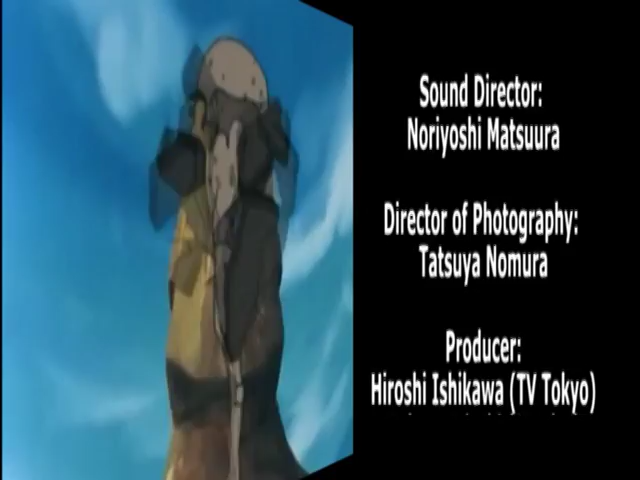 Sound Director:
Noriyoshi Matsuura
Director of Photography:
Tatsuya Nomura
Producer:
Hiroshi Ishikawa (TV Tokyo)